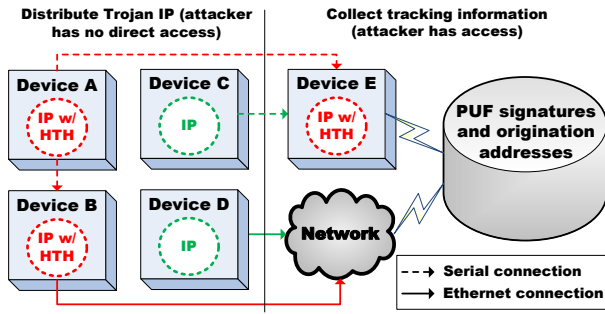 Distribute Trojan IP (attacker
has no direct access)
Collect tracking information
(attacker has access)
Device A
IP w/
HTH
Device C
IP
Device E
IP w/
HTH
PUF signatures
and origination
addresses
Device B
IP w/
HTH
Device D
IP
Network
Serial connection
Ethernet connection